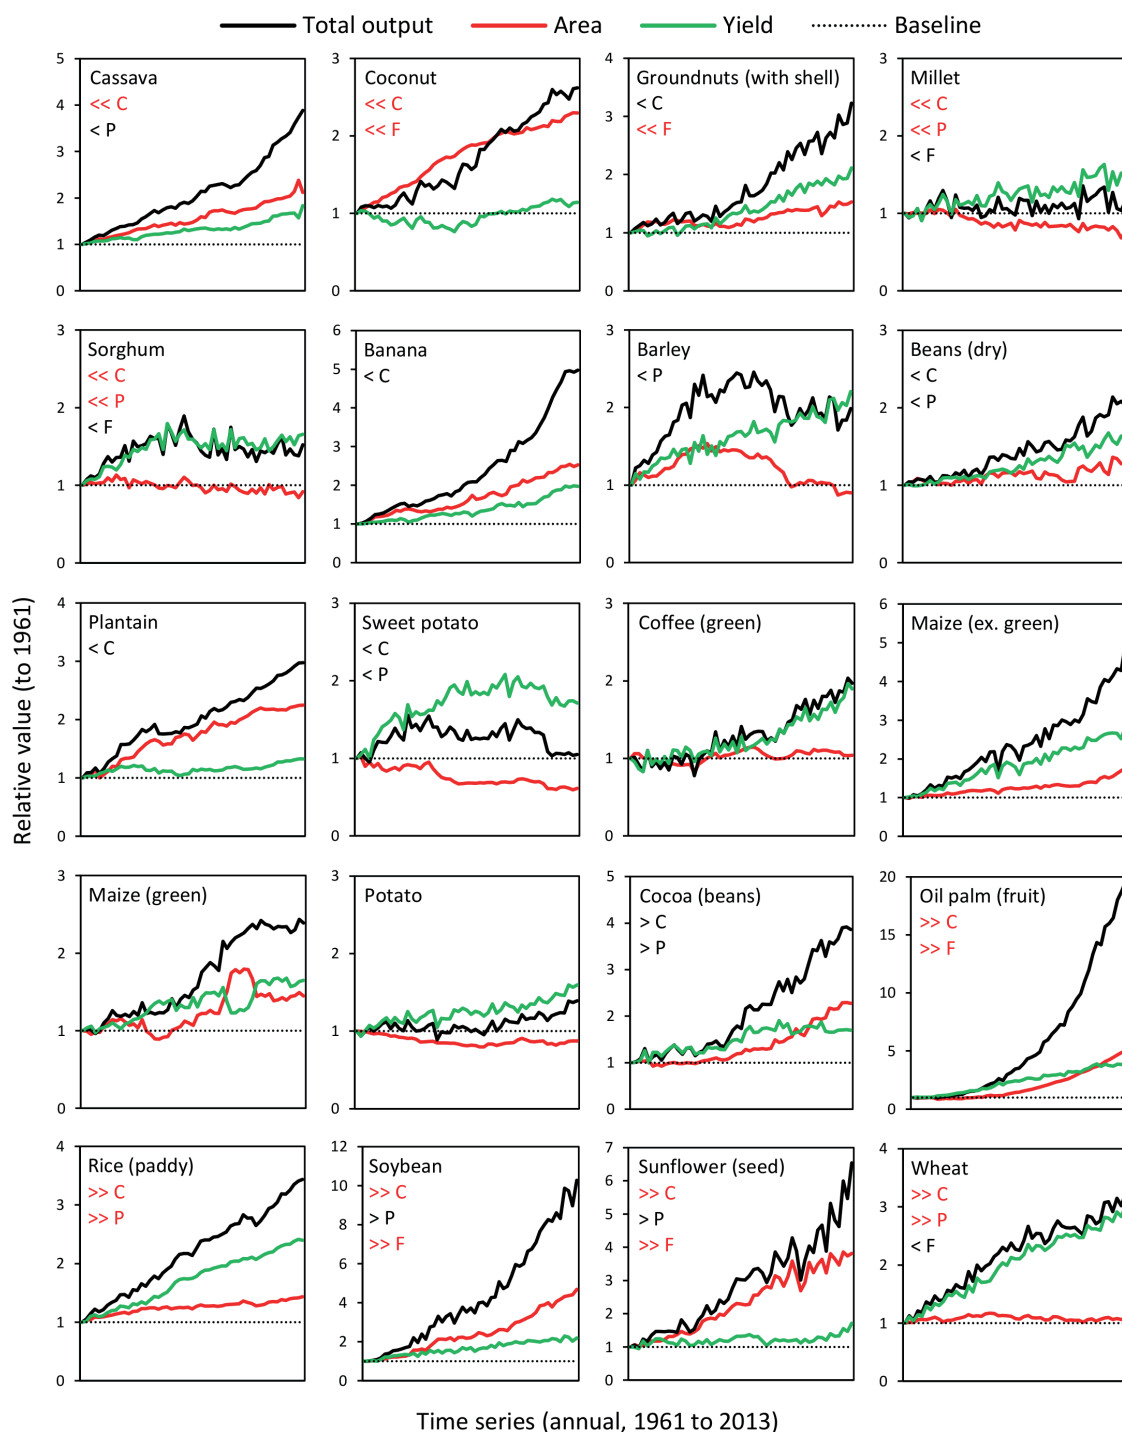 Total output Area Yield Baseline
Cassava
<< C
< P
5
4
3
2
1
0
Coconut
<< C
<< F
3
2
1
0
Groundnuts (with shell)
< C
<< F
4
3
2
1
0
Millet
<< C
<< P
< F
3
2
1
0
Sorghum
<< C
<< P
< F
3
2
1
0
Banana
< C
6
5
4
3
2
1
0
Barley
< P
3
2
1
0
Beans (dry)
< C
< P
3
2
1
0
Relative value (to 1961)
Plantain
< C
4
3
2
1
0
Sweet potato
< C
< P
3
2
1
0
Coffee (green)
3
2
1
0
Maize (ex. green)
6
5
4
3
2
1
0
Maize (green)
3
2
1
0
Potato
3
2
1
0
Cocoa (beans)
> C
> P
5
4
3
2
1
0
Oil palm (fruit)
>> C
>> F
20
15
10
5
0
Rice (paddy)
>> C
>> P
4
3
2
1
0
Soybean
>> C
> P
>> F
12
10
8
6
4
2
0
Sunflower (seed)
>> C
> P
>> F
7
6
5
4
3
2
1
0
Wheat
>> C
>> P
< F
4
3
2
1
0
Time series (annual, 1961 to 2013)